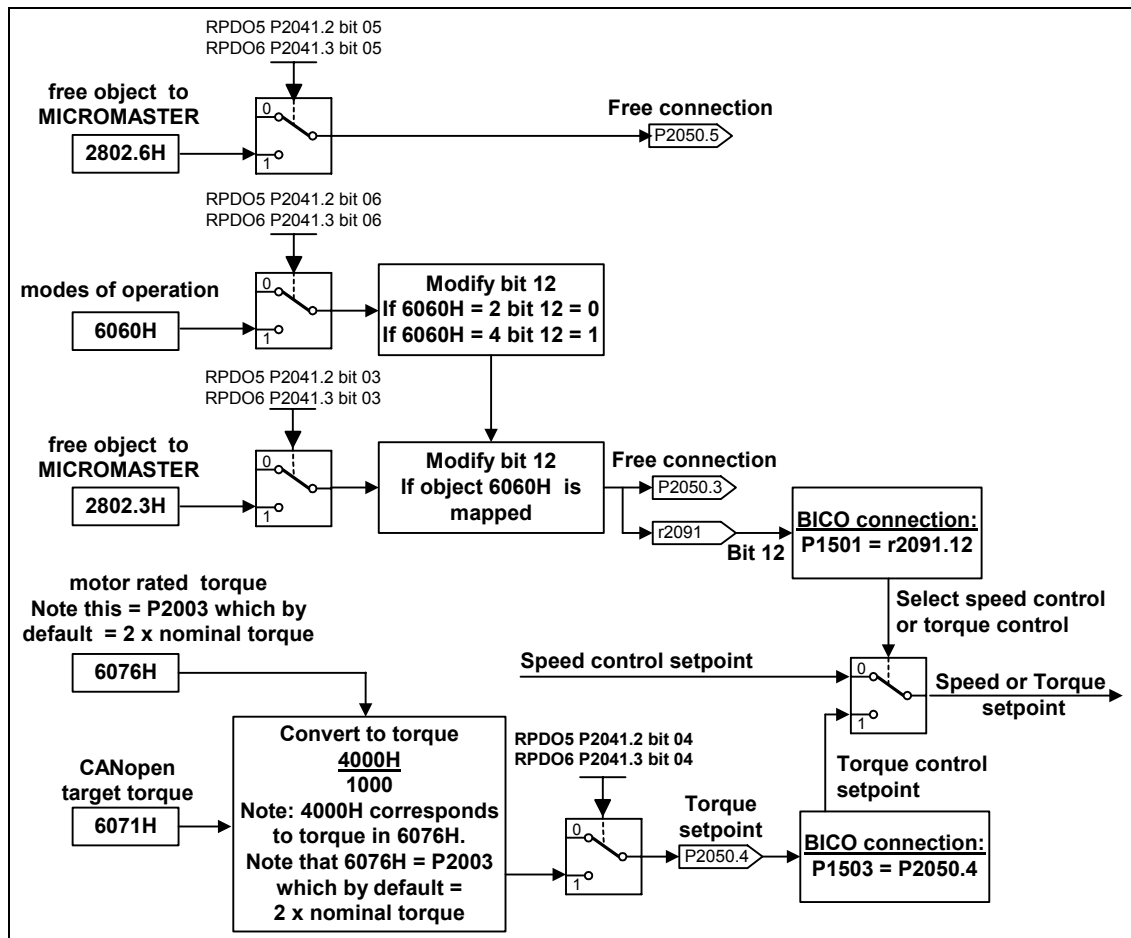 RPDO5 P2041.2 bit 05
RPDO6 P2041.3 bit 05
free object to
MICROMASTER
2802.6H
0
1
Free connection
P2050.5
RPDO5 P2041.2 bit 06
RPDO6 P2041.3 bit 06
modes of operation
6060H
0
1
Modify bit 12
If 6060H = 2 bit 12 = 0
If 6060H = 4 bit 12 = 1
RPDO5 P2041.2 bit 03
RPDO6 P2041.3 bit 03
free object to
MICROMASTER
2802.3H
0
1
Modify bit 12
If object 6060H is
mapped
Free connection
P2050.3
r2091
Bit 12
BICO connection:
P1501 = r2091.12
motor rated torque
Note this = P2003 which by
default = 2 x nominal torque
6076H
Select speed control
or torque control
Speed control setpoint
0
1
Speed or Torque
setpoint
CANopen
target torque
6071H
Convert to torque
4000H
1000
Note: 4000H corresponds
to torque in 6076H.
Note that 6076H = P2003
which by default =
2 x nominal torque
RPDO5 P2041.2 bit 04
RPDO6 P2041.3 bit 04
0
1
Torque
setpoint
P2050.4
Torque control
setpoint
BICO connection:
P1503 = P2050.4